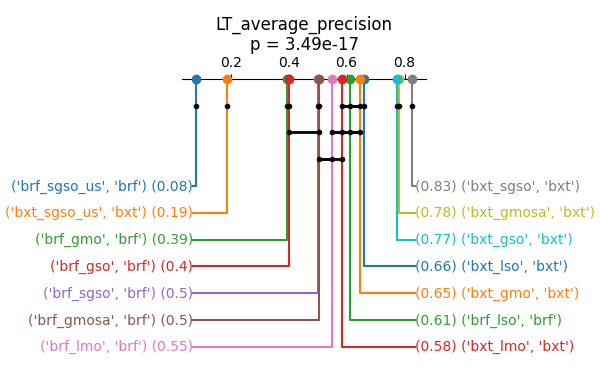 LT_average_precision
p = 3.49e-17
0.2 0.4 0.6 0.8
('brf_sgso_us', 'brf') (0.08) (0.83) ('bxt_sgso', 'bxt')
('bxt_sgso_us', 'bxt') (0.19) (0.78) ('bxt_gmosa', 'bxt')
('brf_gmo', 'brf') (0.39) (0.77) ('bxt_gso', 'bxt')
('brf_gso', 'brf') (0.4) (0.66) ('bxt_lso', 'bxt')
('brf_sgso', 'brf') (0.5) (0.65) ('bxt_gmo', 'bxt')
('brf_gmosa', 'brf') (0.5) (0.61) ('brf_lso', 'brf')
('brf_lmo', 'brf') (0.55) (0.58) ('bxt_lmo', 'bxt')